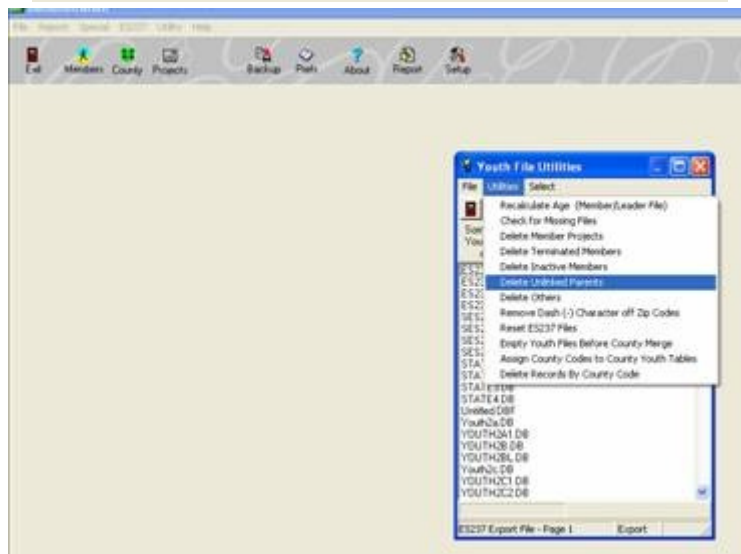 File Report Special ES237 Utility Help
Exit Members County Projects Backup Prefs About Report Setup
Youth File Utilities
File Utilities Select
Recalculate Age (Member/Leader File)
Check for Missing Files
Delete Member Projects
Delete Terminated Members
Delete Inactive Members
Delete Unlinked Parents
Delete Others
Remove Dash (-) Character off Zip Codes
Reset ES237 Files
Empty Youth Files Before County Merge
Assign County Codes to County Youth Tables
Delete Records By County Code
STATE4.DB
Untitled.DBF
Youth2a.DB
YOUTH2A1.DB
YOUTH2B.DB
YOUTH2BL.DB
Youth2c.DB
YOUTH2C1.DB
YOUTH2C2.DB
ES237 Export File - Page 1 Export